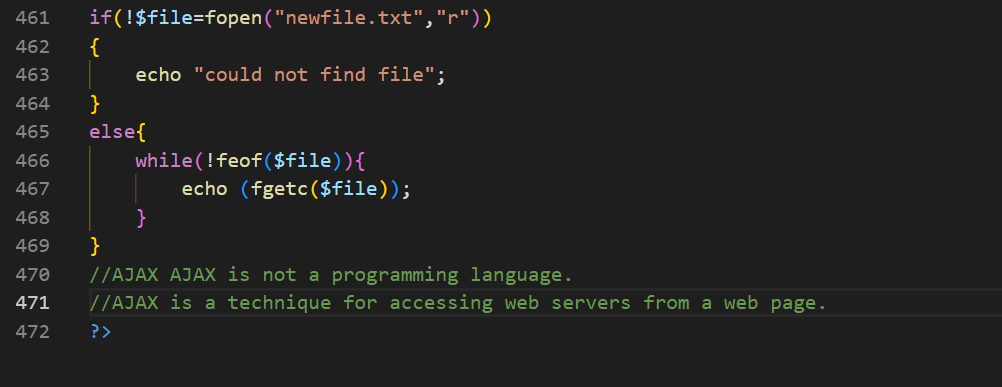 461 if(!$file=fopen("newfile.txt","r"))
462 {
463 echo "could not find file";
464 }
465 else{
466 while(!feof($file)){
467 echo (fgetc($file));
468 }
469 }
470 //AJAX AJAX is not a programming language.
471 //AJAX is a technique for accessing web servers from a web page.
472 ?>